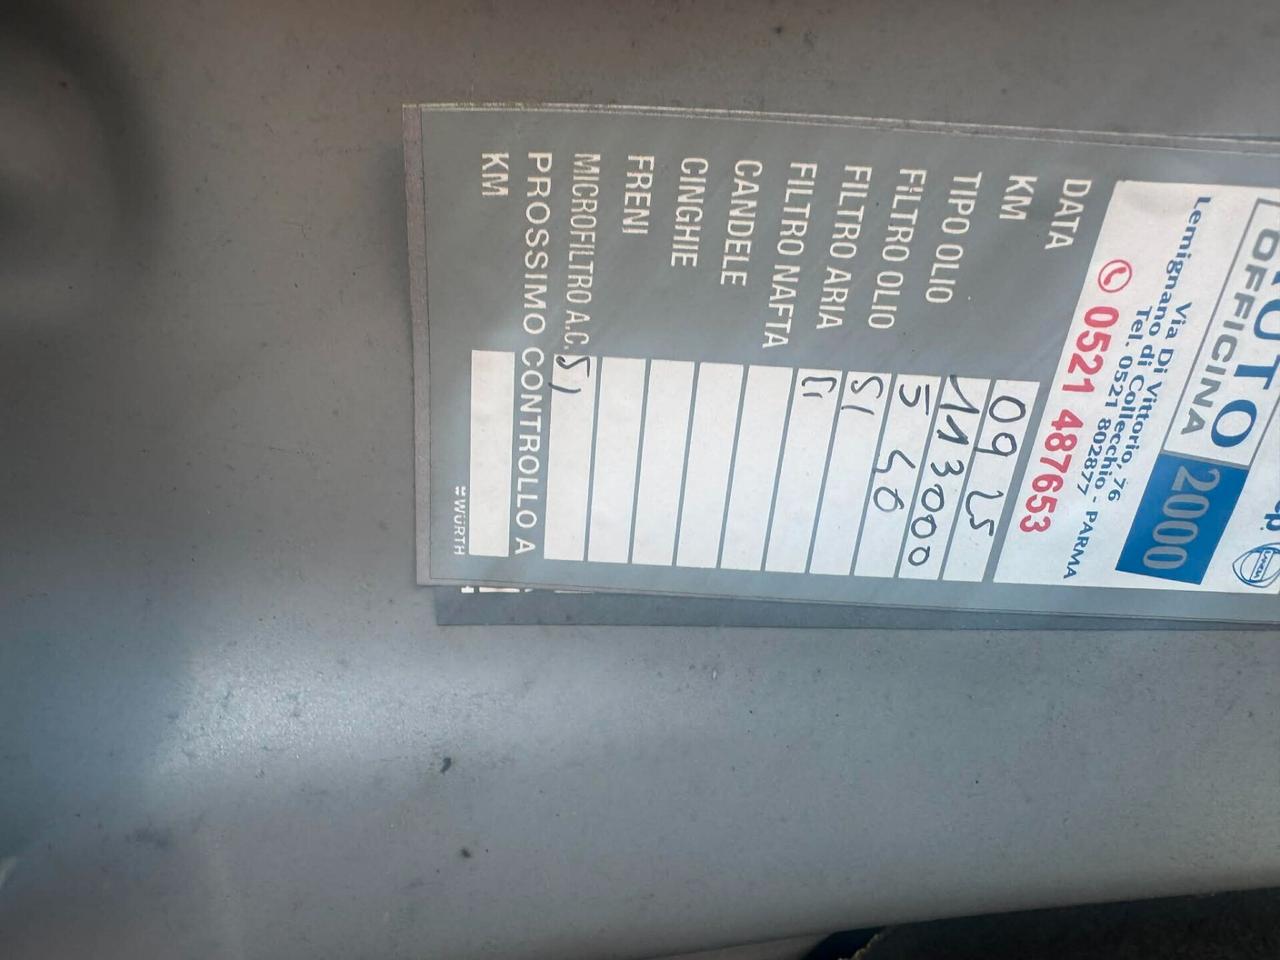 UTO
OFFICINA 2000
LANCIA
Via Di Vittorio, 76
Lemignano di Collecchio - PARMA
Tel. 0521 802877
0521 487653
DATA 09 25
KM 113000
TIPO OLIO 5 40
FILTRO OLIO SI
FILTRO ARIA SI
FILTRO NAFTA
CANDELE
CINGHIE
FRENI
MICROFILTRO A.C. SI
PROSSIMO CONTROLLO A
KM
WÜRTH